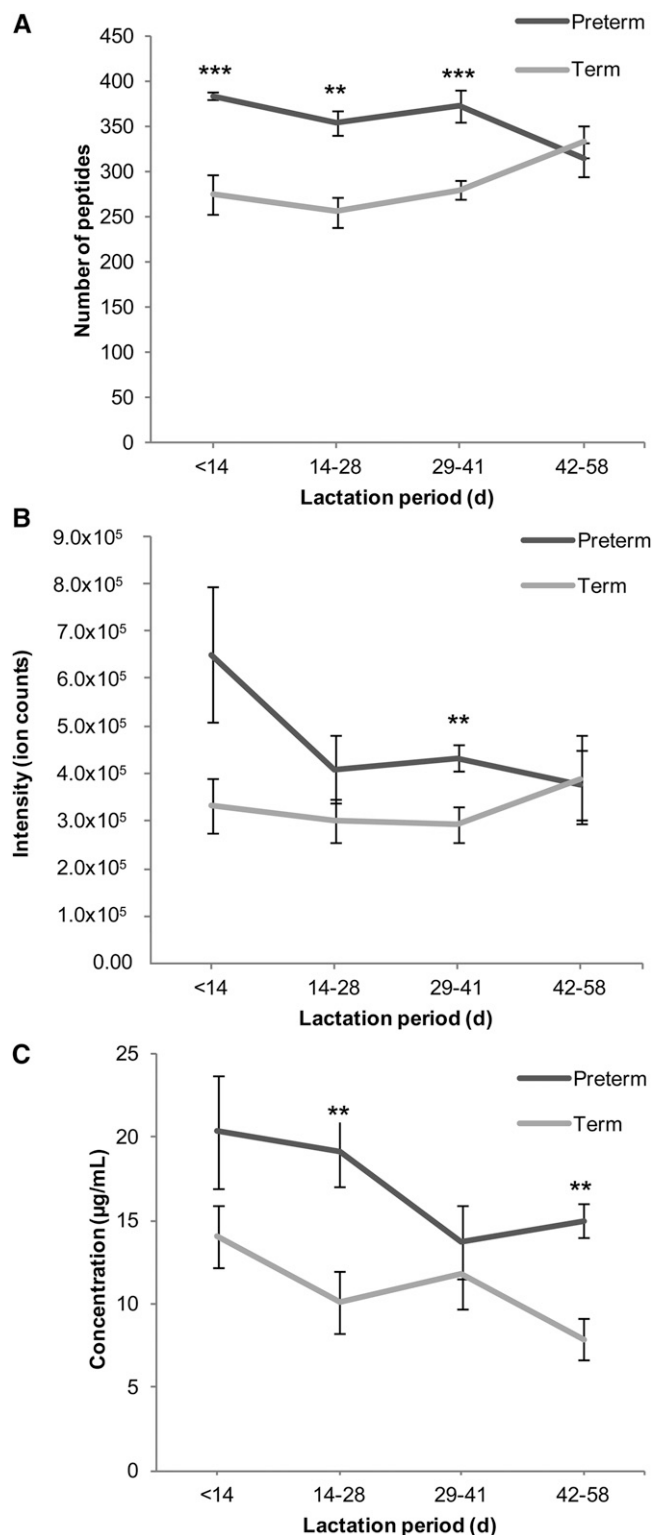 A
Preterm
Term
450
400
350
300
250
200
150
100
50
0
***
**
***
Number of peptides
<14
14-28
29-41
42-58
Lactation period (d)
B
Preterm
Term
9.0x10⁵
8.0x10⁵
7.0x10⁵
6.0x10⁵
5.0x10⁵
4.0x10⁵
3.0x10⁵
2.0x10⁵
1.0x10⁵
0.00
**
Intensity (ion counts)
<14
14-28
29-41
42-58
Lactation period (d)
C
Preterm
Term
25
20
15
10
5
0
**
**
Concentration (µg/mL)
<14
14-28
29-41
42-58
Lactation period (d)